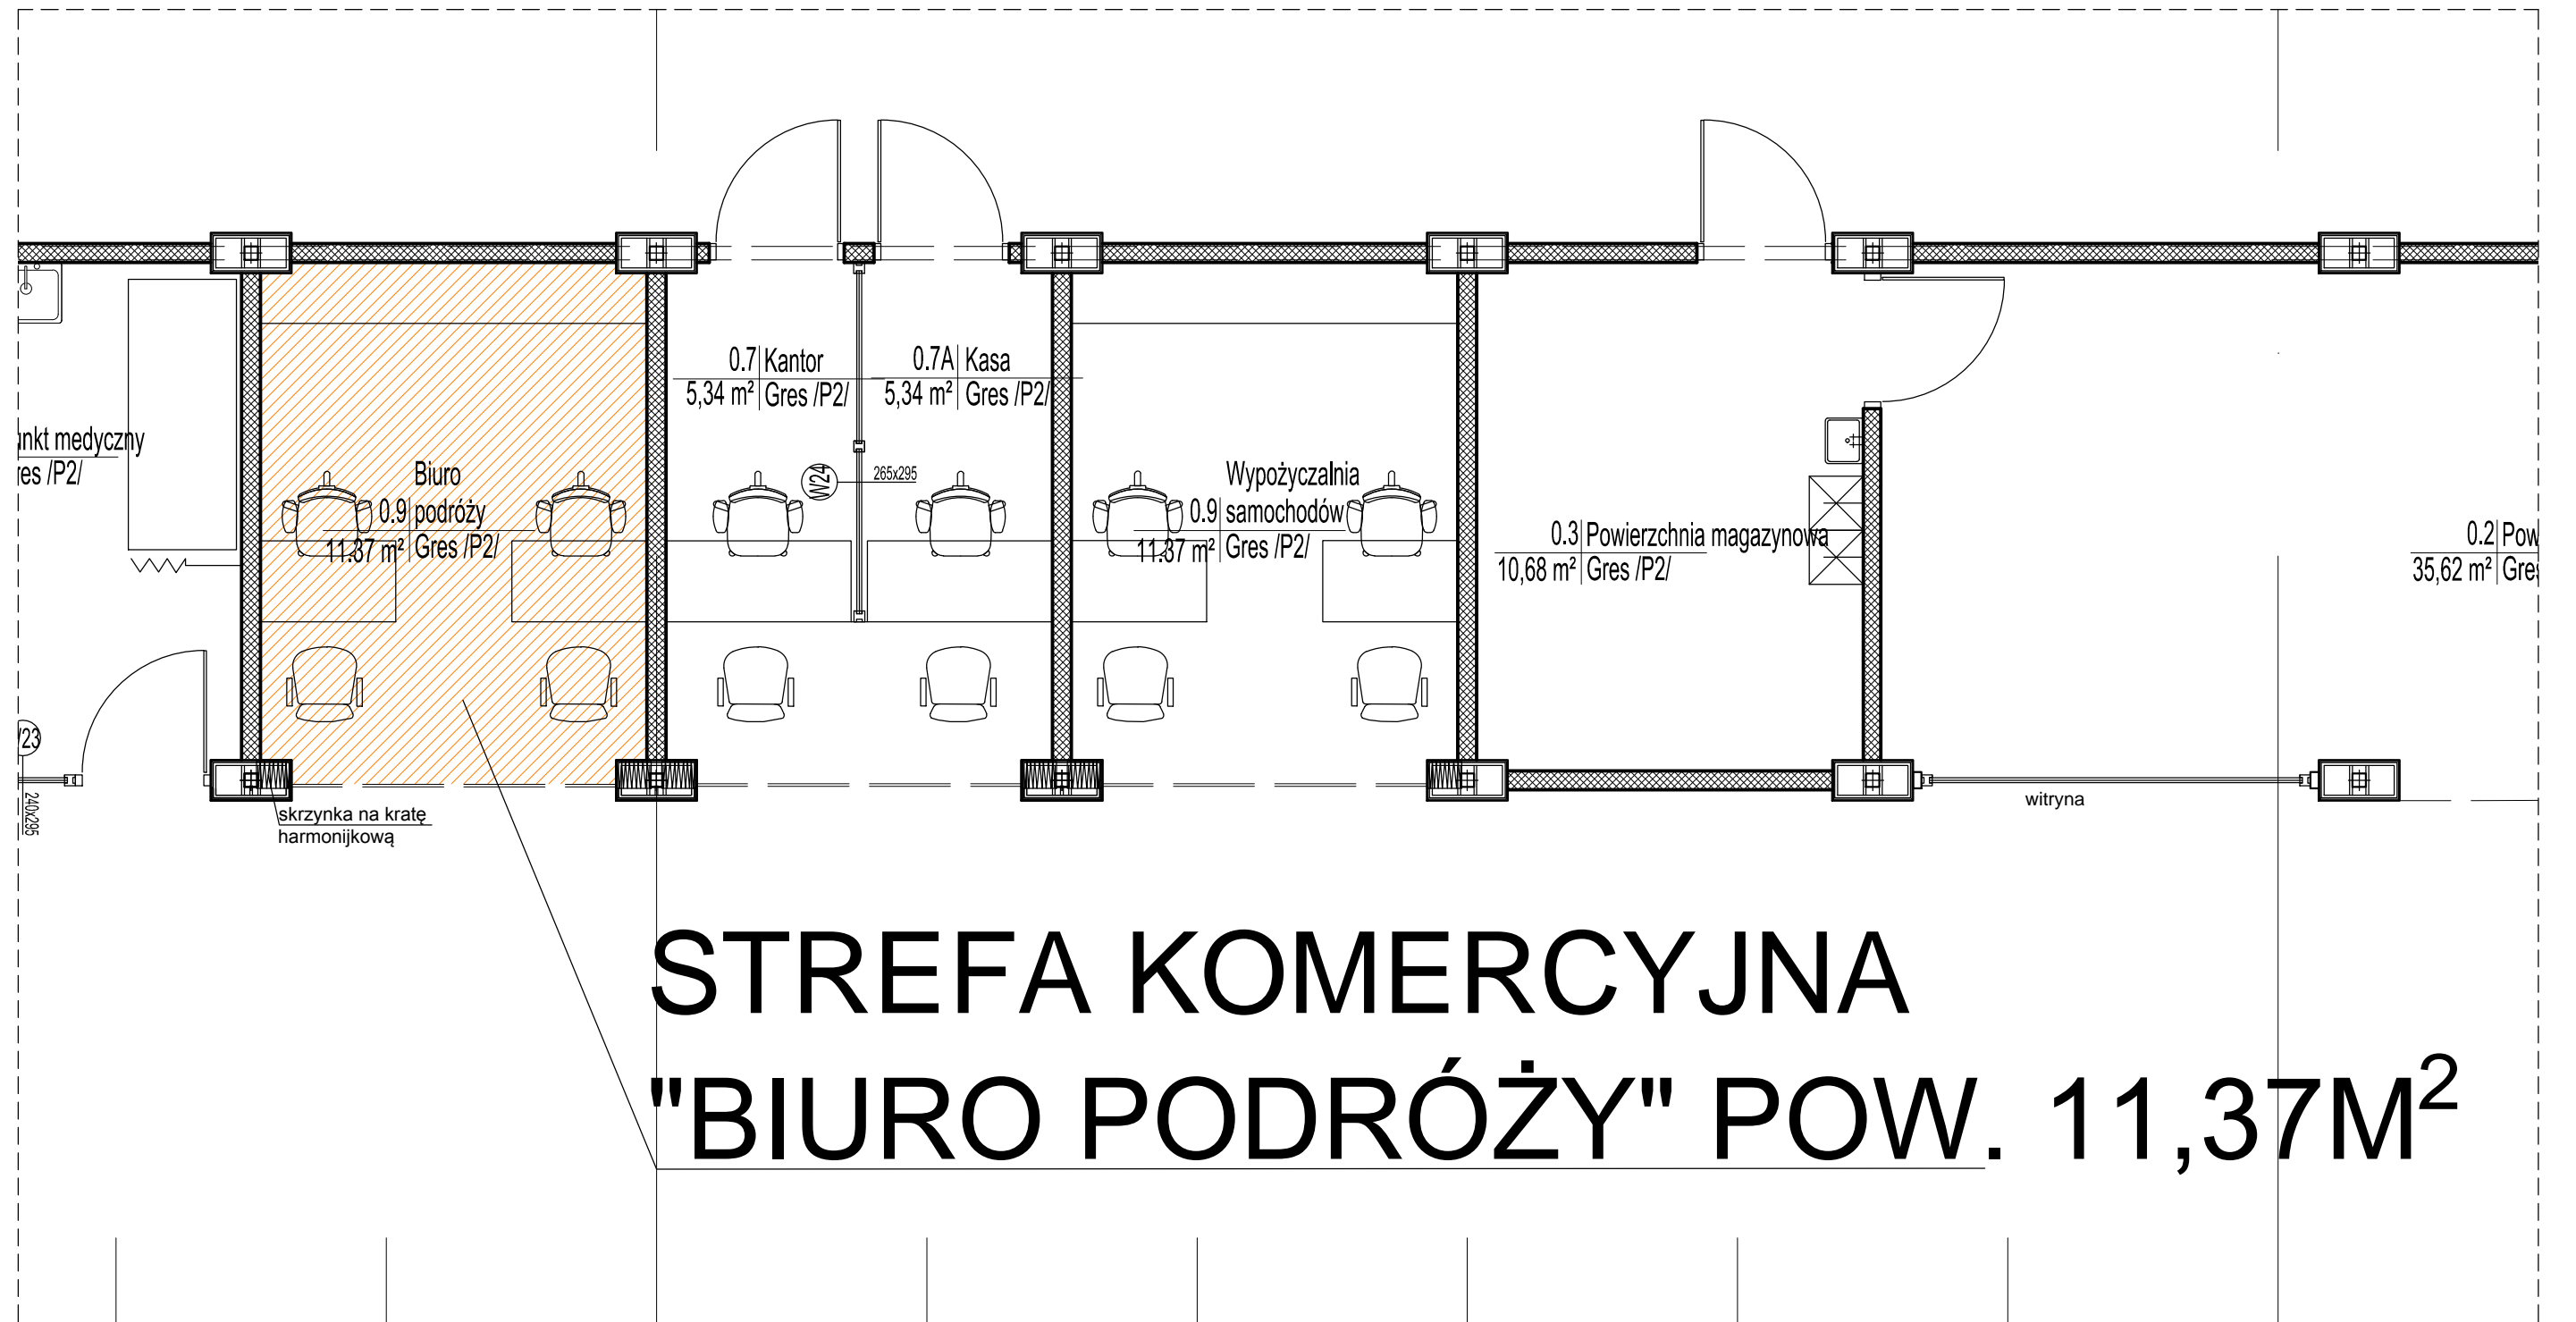 0.7 Kantor
5,34 m² Gres /P2/
0.7A Kasa
5,34 m² Gres /P2/
medyczny
/P2/
Biuro
0.9 podróży
11.37 m² Gres /P2/
W24
265x295
Wypożyczalnia
0.9 samochodów
11.37 m² Gres /P2/
0.3 Powierzchnia magazynowa
10,68 m² Gres /P2/
0.2 Pow
35,62 m² Gres
/23
240x295
skrzynka na kratę
harmonijkową
witryna
STREFA KOMERCYJNA
"BIURO PODRÓŻY" POW. 11,37M²